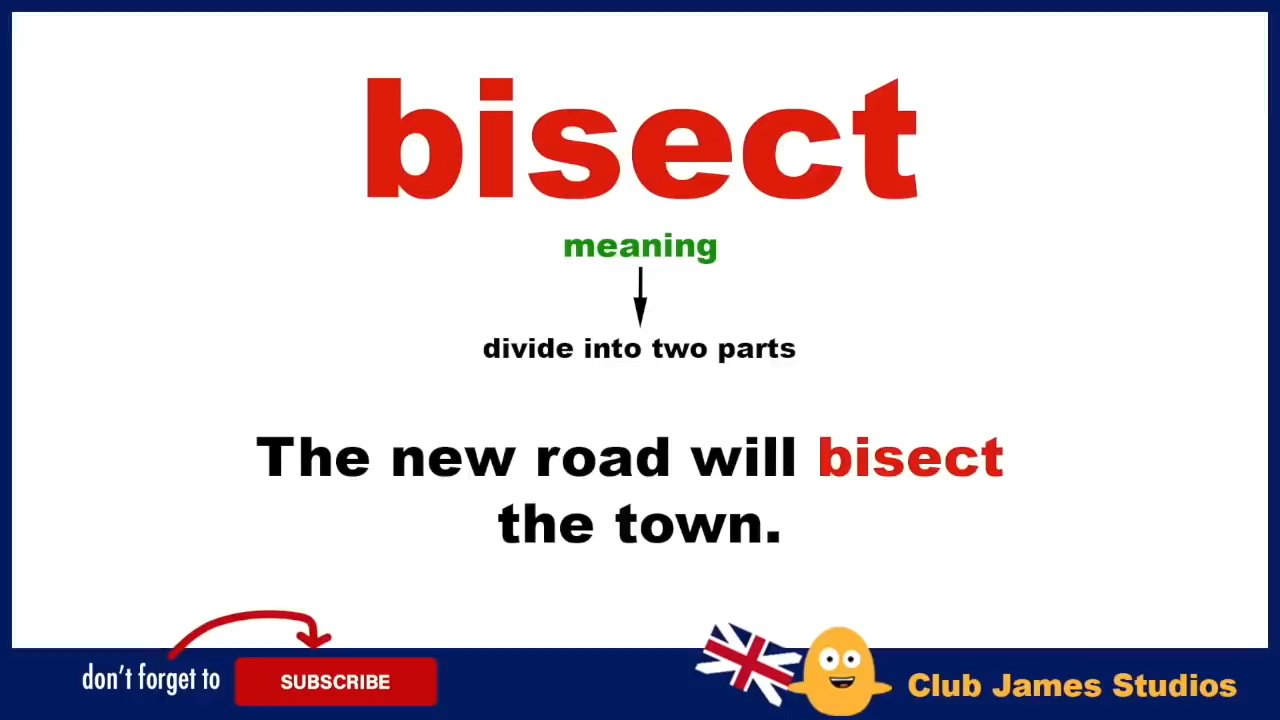 bisect
meaning
divide into two parts
The new road will bisect
the town.
don't forget to
SUBSCRIBE
Club James Studios